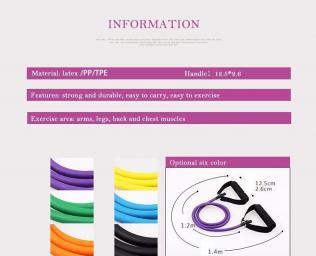 INFORMATION
Material: latex /PP/TPE Handle: 12.5*2.6
Features: strong and durable, easy to carry, easy to exercise
Exercise area: arms, legs, back and chest muscles
Optional six color
12.5cm
2.6cm
1.2m
1.4m